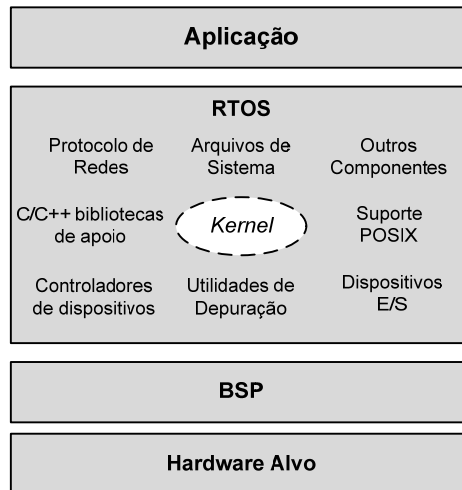 Aplicação
RTOS
Protocolo de
Redes
Arquivos de
Sistema
Outros
Componentes
C/C++ bibliotecas
de apoio
Kernel
Suporte
POSIX
Controladores
de dispositivos
Utilidades de
Depuração
Dispositivos
E/S
BSP
Hardware Alvo